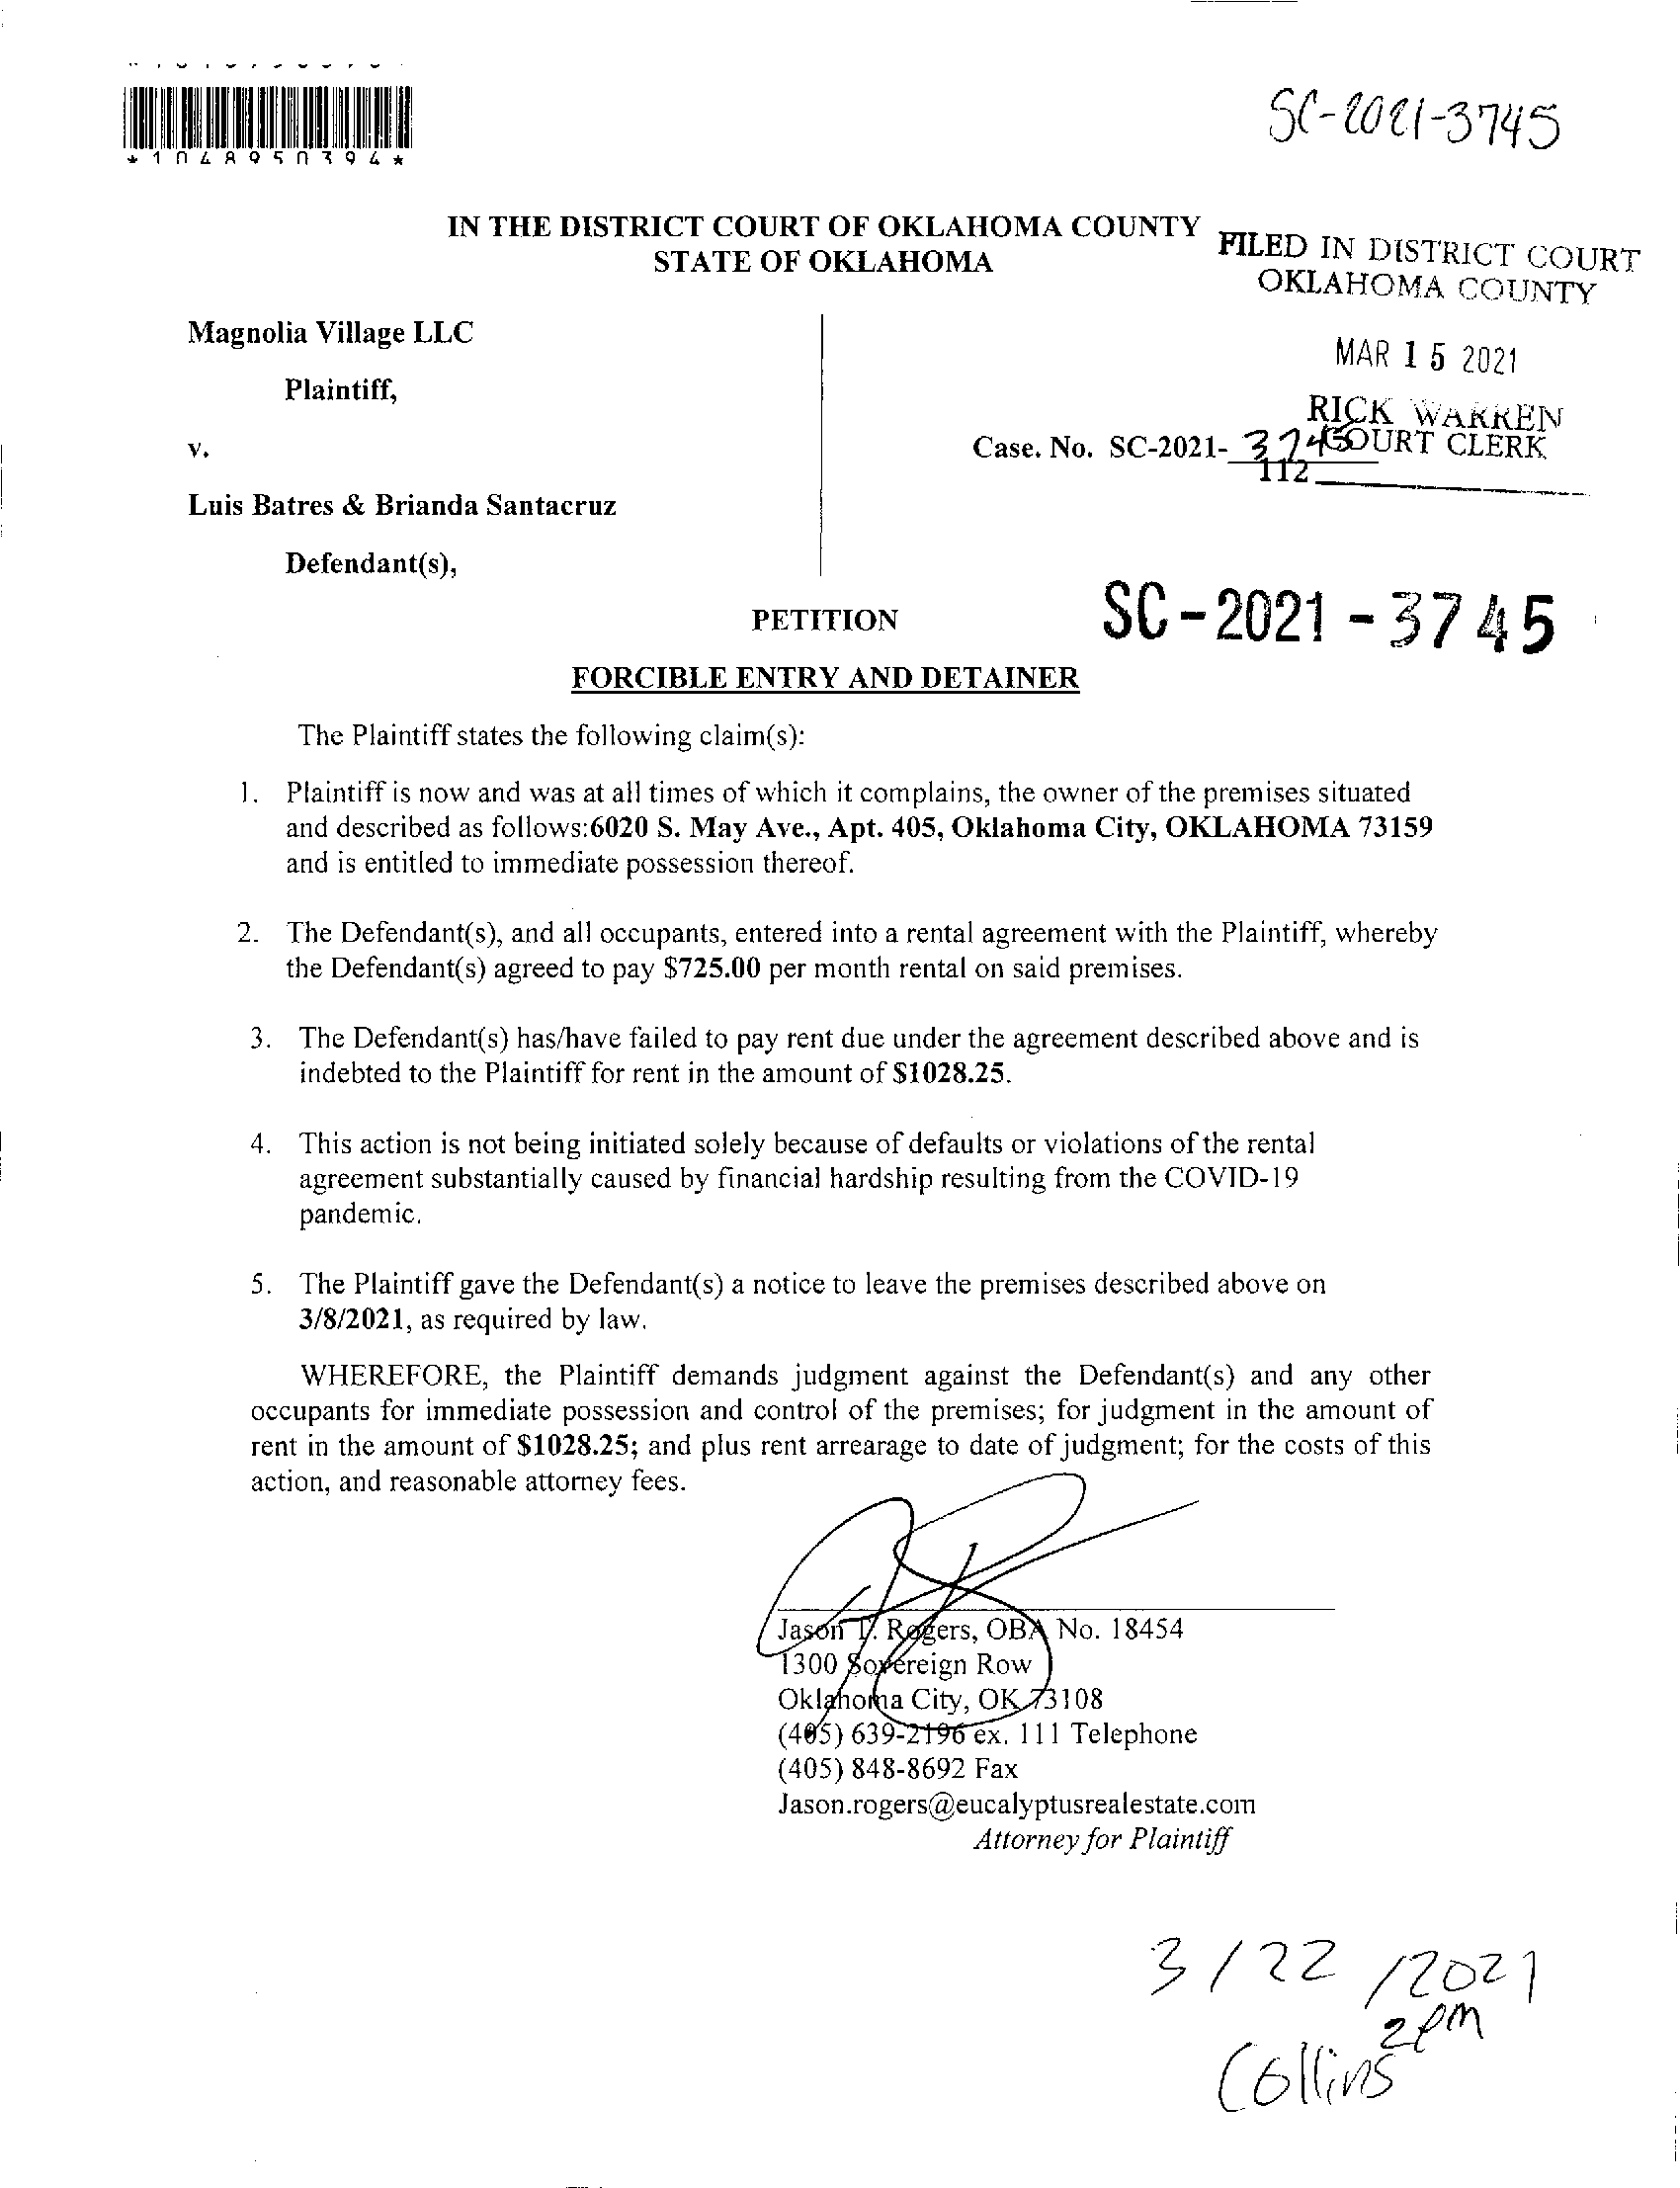 SC-2021-3745
*1048950394*
IN THE DISTRICT COURT OF OKLAHOMA COUNTY
STATE OF OKLAHOMA
FILED IN DISTRICT COURT
OKLAHOMA COUNTY
Magnolia Village LLC
MAR 15 2021
Plaintiff,
RICK WARREN
COURT CLERK
v.
Case. No. SC-2021-3745
112
Luis Batres & Brianda Santacruz
Defendant(s),
PETITION
SC-2021-3745
FORCIBLE ENTRY AND DETAINER
The Plaintiff states the following claim(s):
1. Plaintiff is now and was at all times of which it complains, the owner of the premises situated
and described as follows:6020 S. May Ave., Apt. 405, Oklahoma City, OKLAHOMA 73159
and is entitled to immediate possession thereof.
2. The Defendant(s), and all occupants, entered into a rental agreement with the Plaintiff, whereby
the Defendant(s) agreed to pay $725.00 per month rental on said premises.
3. The Defendant(s) has/have failed to pay rent due under the agreement described above and is
indebted to the Plaintiff for rent in the amount of $1028.25.
4. This action is not being initiated solely because of defaults or violations of the rental
agreement substantially caused by financial hardship resulting from the COVID-19
pandemic.
5. The Plaintiff gave the Defendant(s) a notice to leave the premises described above on
3/8/2021, as required by law.
WHEREFORE, the Plaintiff demands judgment against the Defendant(s) and any other
occupants for immediate possession and control of the premises; for judgment in the amount of
rent in the amount of $1028.25; and plus rent arrearage to date of judgment; for the costs of this
action, and reasonable attorney fees.
Jason Rogers, OBA No. 18454
1300 Sovereign Row
Oklahoma City, OK 73108
(405) 639-2196 ex. 111 Telephone
(405) 848-8692 Fax
Jason.rogers@eucalyptusrealestate.com
Attorney for Plaintiff
3/22/2021
2pm
Collins